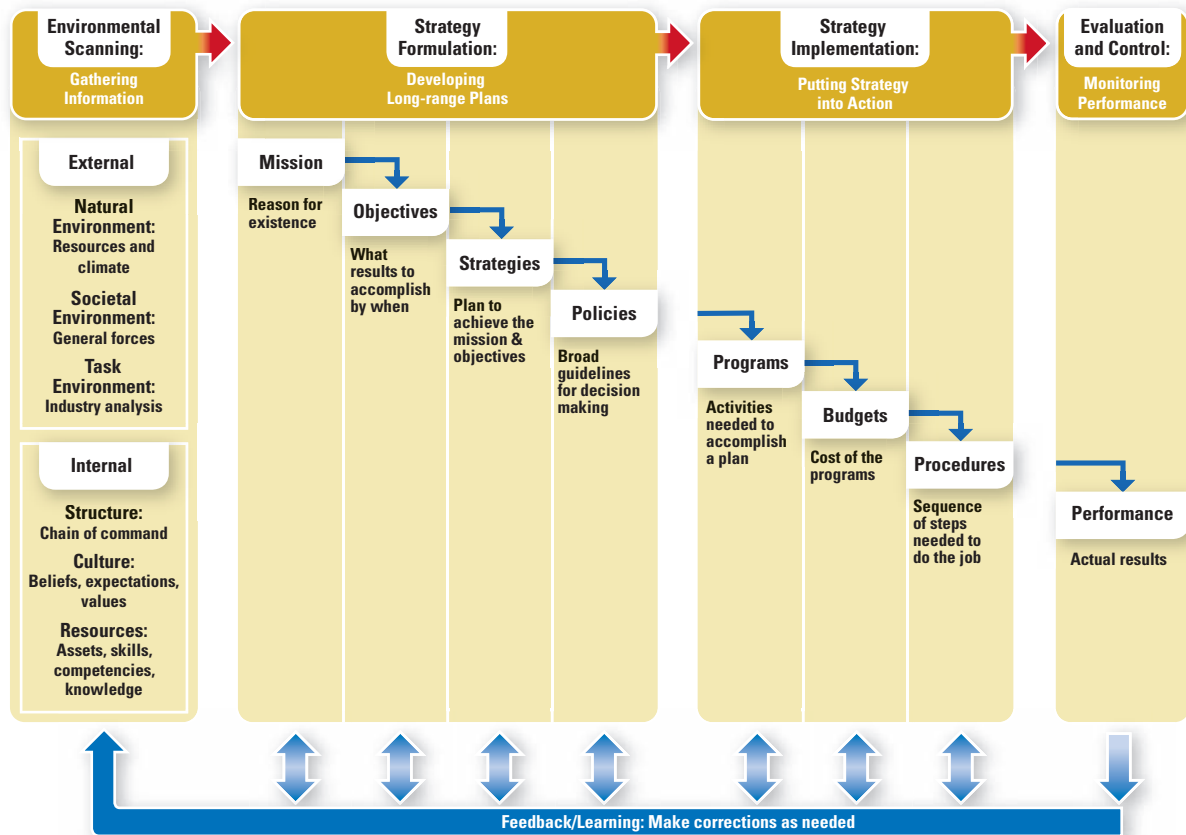 Environmental
Scanning:
Gathering
Information
Strategy
Formulation:
Developing
Long-range Plans
Strategy
Implementation:
Putting Strategy
into Action
Evaluation
and Control:
Monitoring
Performance
External
Natural
Environment:
Resources and
climate
Societal
Environment:
General forces
Task
Environment:
Industry analysis
Internal
Structure:
Chain of command
Culture:
Beliefs, expectations,
values
Resources:
Assets, skills,
competencies,
knowledge
Mission
Reason for
existence
Objectives
What
results to
accomplish
by when
Strategies
Plan to
achieve the
mission &
objectives
Policies
Broad
guidelines
for decision
making
Programs
Activities
needed to
accomplish
a plan
Budgets
Cost of the
programs
Procedures
Sequence
of steps
needed to
do the job
Performance
Actual results
Feedback/Learning: Make corrections as needed